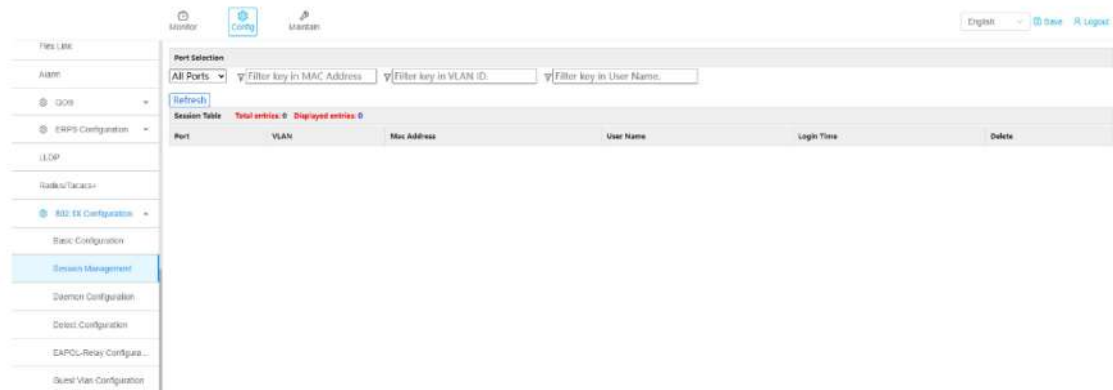 Monitor
Config
Maintain
English
Save
Logout
Flex Link
Alarm
QOS
ERPS Configuration
LLDP
Radius/Tacacs+
802.1X Configuration
Basic Configuration
Session Management
Daemon Configuration
Detect Configuration
EAPOL-Relay Configura...
Guest Vlan Configuration
Port Selection
All Ports Filter key in MAC Address Filter key in VLAN ID. Filter key in User Name.
Refresh
Session Table Total entries: 0 Displayed entries: 0
Port VLAN Mac Address User Name Login Time Delete